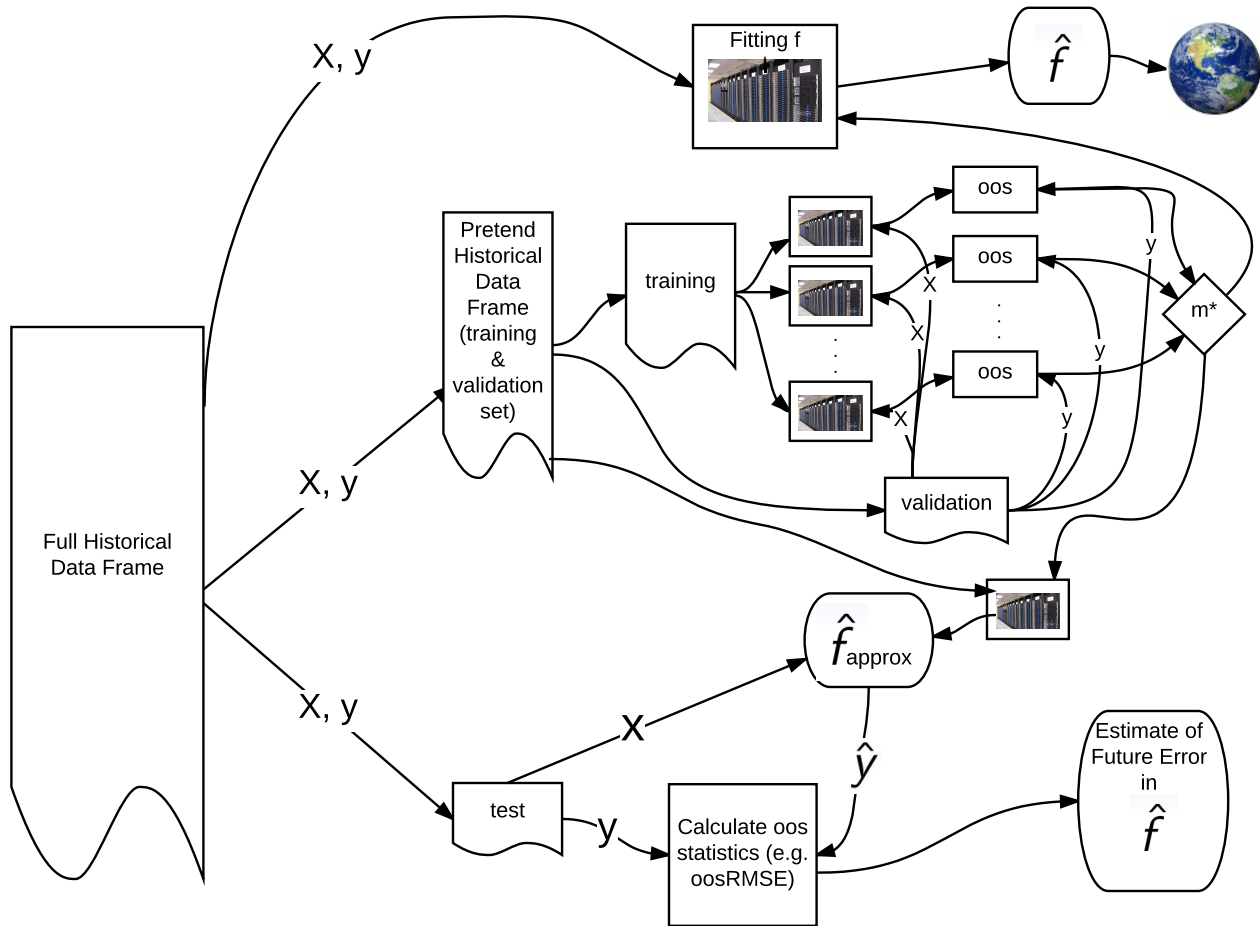 X, y
Fitting f
f̂
Full Historical
Data Frame
X, y
Pretend
Historical
Data
Frame
(training
&
validation
set)
training
oos
oos
.
.
.
oos
.
.
.
X
X
X
y
y
y
m*
validation
f̂approx
X, y
X
ŷ
test
y
Calculate oos
statistics (e.g.
oosRMSE)
Estimate of
Future Error
in
f̂